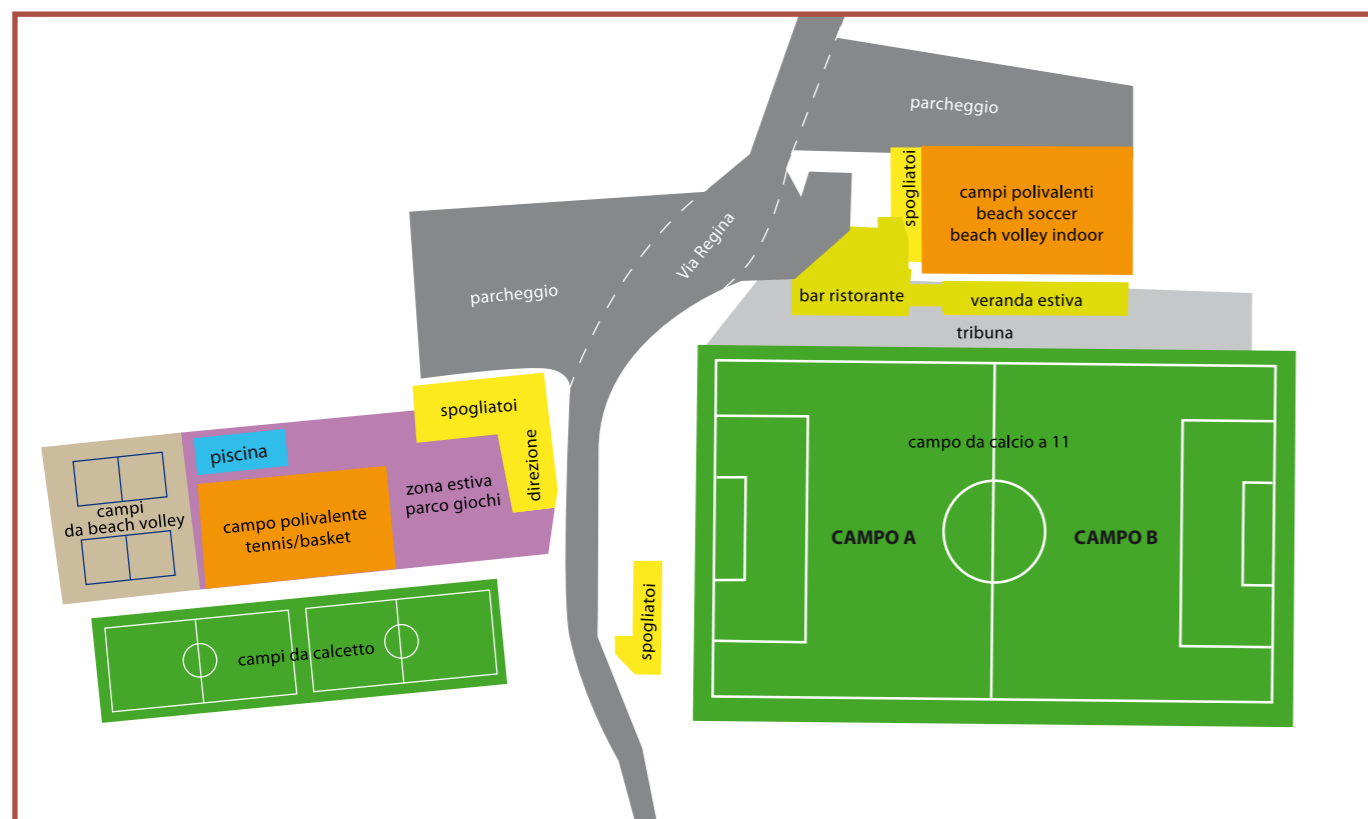 parcheggio
spogliatoi
campi polivalenti
beach soccer
beach volley indoor
Via Regina
parcheggio
bar ristorante
veranda estiva
tribuna
spogliatoi
direzione
piscina
zona estiva
parco giochi
campi
da beach volley
campo polivalente
tennis/basket
campo da calcio a 11
CAMPO A
CAMPO B
spogliatoi
campi da calcetto